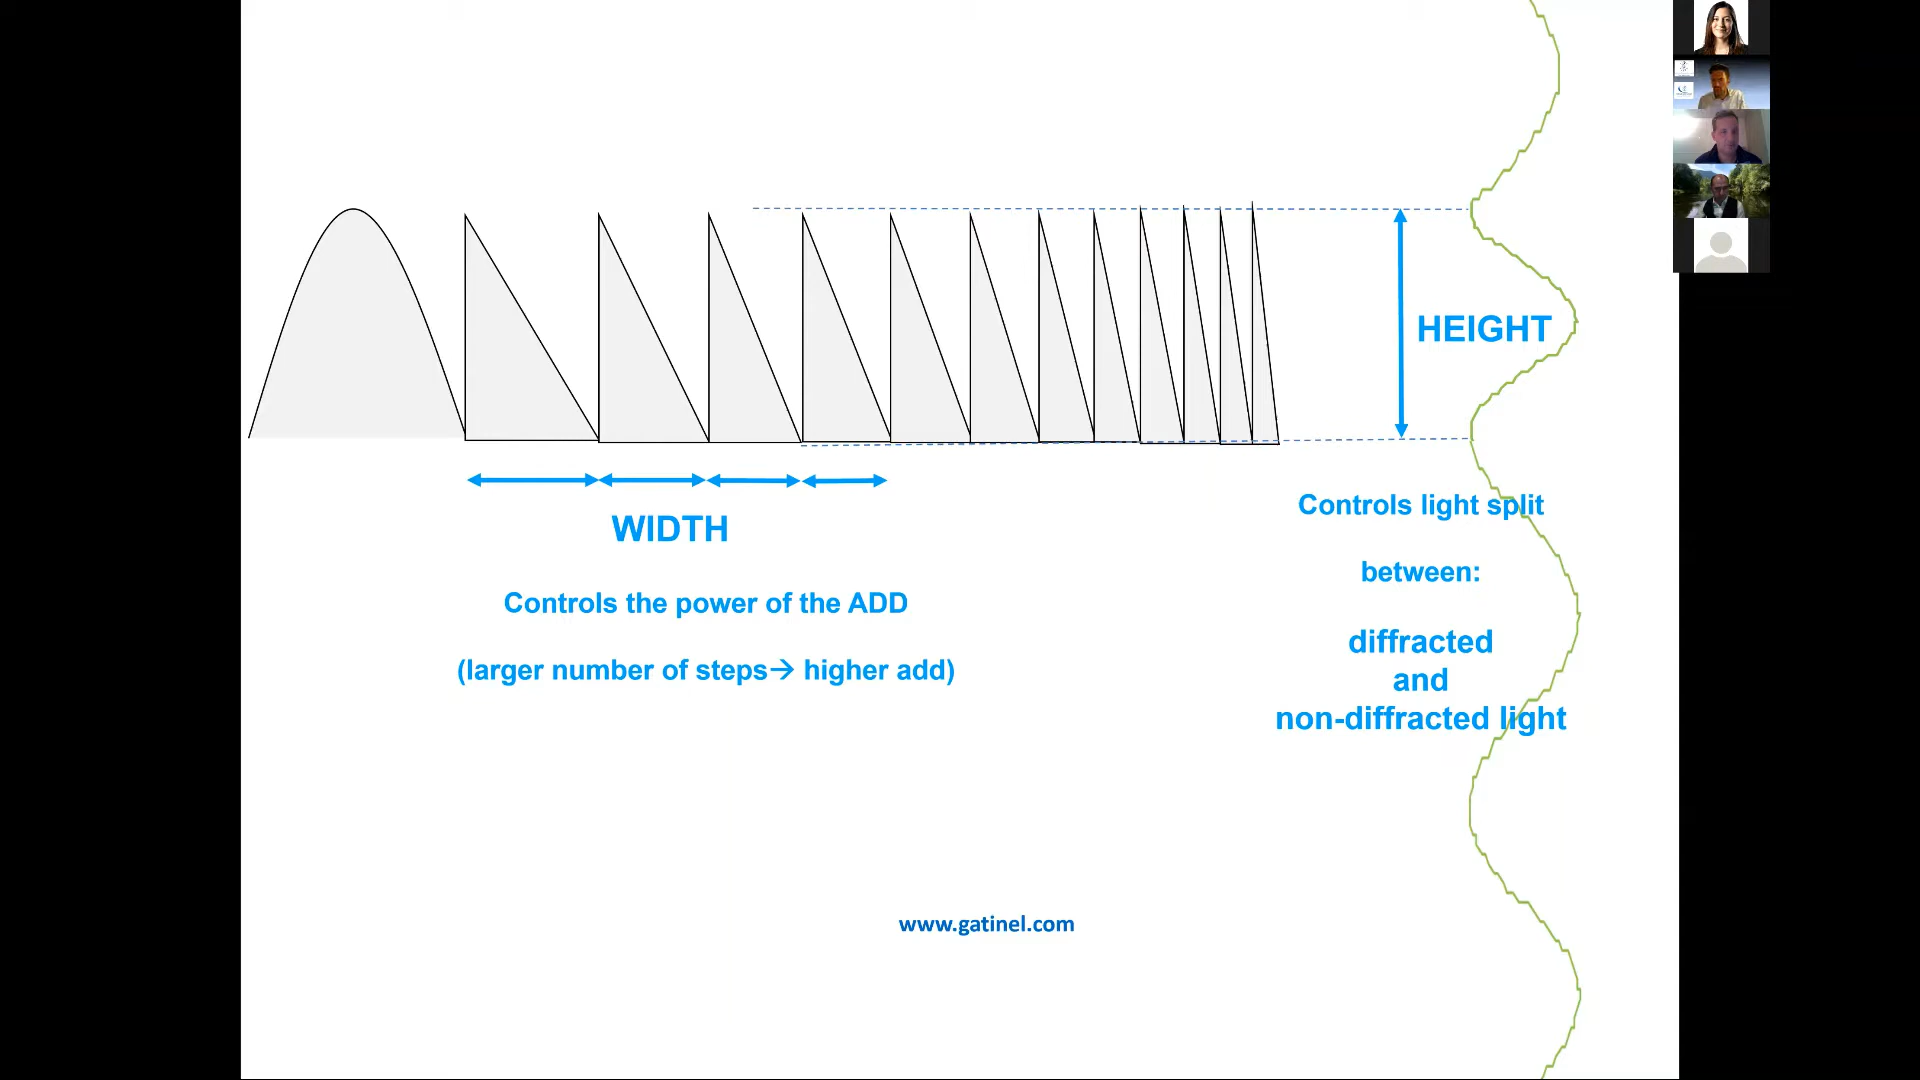 HEIGHT
WIDTH
Controls the power of the ADD
(larger number of steps→ higher add)
Controls light split
between:
diffracted
and
non-diffracted light
www.gatinel.com